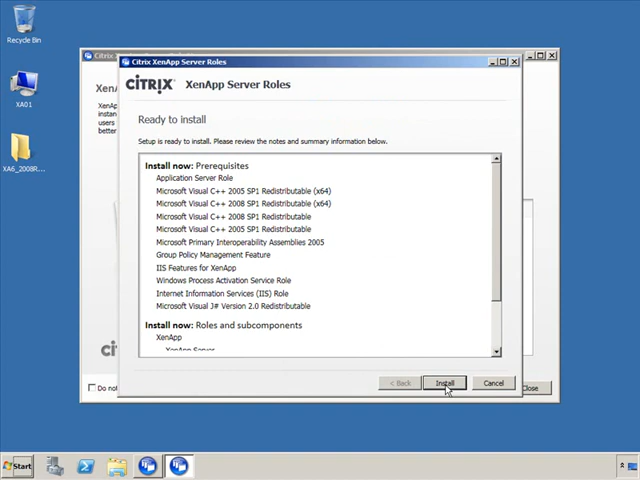 Recycle Bin
XA01
XA6_2008R...
Citrix XenApp Server Roles
CITRIX XenApp Server Roles
Ready to install
Setup is ready to install. Please review the notes and summary information below.
Install now: Prerequisites
Application Server Role
Microsoft Visual C++ 2005 SP1 Redistributable (x64)
Microsoft Visual C++ 2008 SP1 Redistributable (x64)
Microsoft Visual C++ 2008 SP1 Redistributable
Microsoft Visual C++ 2005 SP1 Redistributable
Microsoft Primary Interoperability Assemblies 2005
Group Policy Management Feature
IIS Features for XenApp
Windows Process Activation Service Role
Internet Information Services (IIS) Role
Microsoft Visual J# Version 2.0 Redistributable
Install now: Roles and subcomponents
XenApp
XenApp Server
< Back
Install
Cancel
Do not
Close
Start